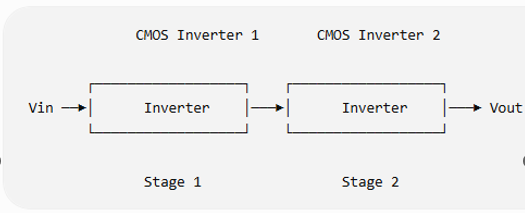 CMOS Inverter 1 CMOS Inverter 2
Vin Inverter Inverter Vout
Stage 1 Stage 2